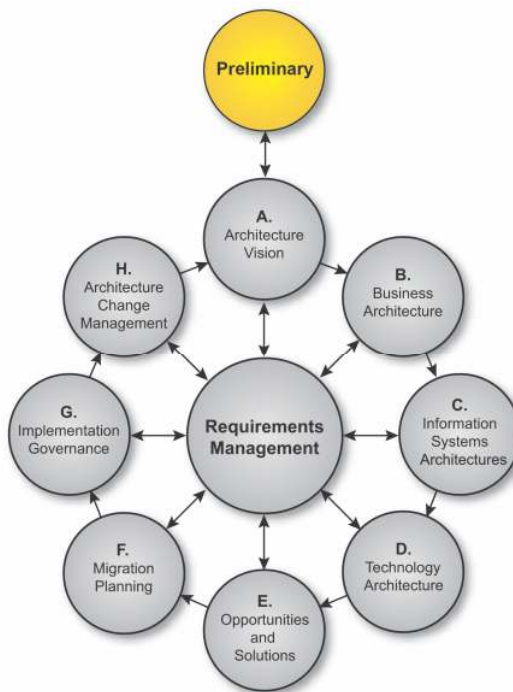 Preliminary
A.
Architecture
Vision
B.
Business
Architecture
C.
Information
Systems
Architectures
D.
Technology
Architecture
E.
Opportunities
and
Solutions
F.
Migration
Planning
G.
Implementation
Governance
H.
Architecture
Change
Management
Requirements
Management